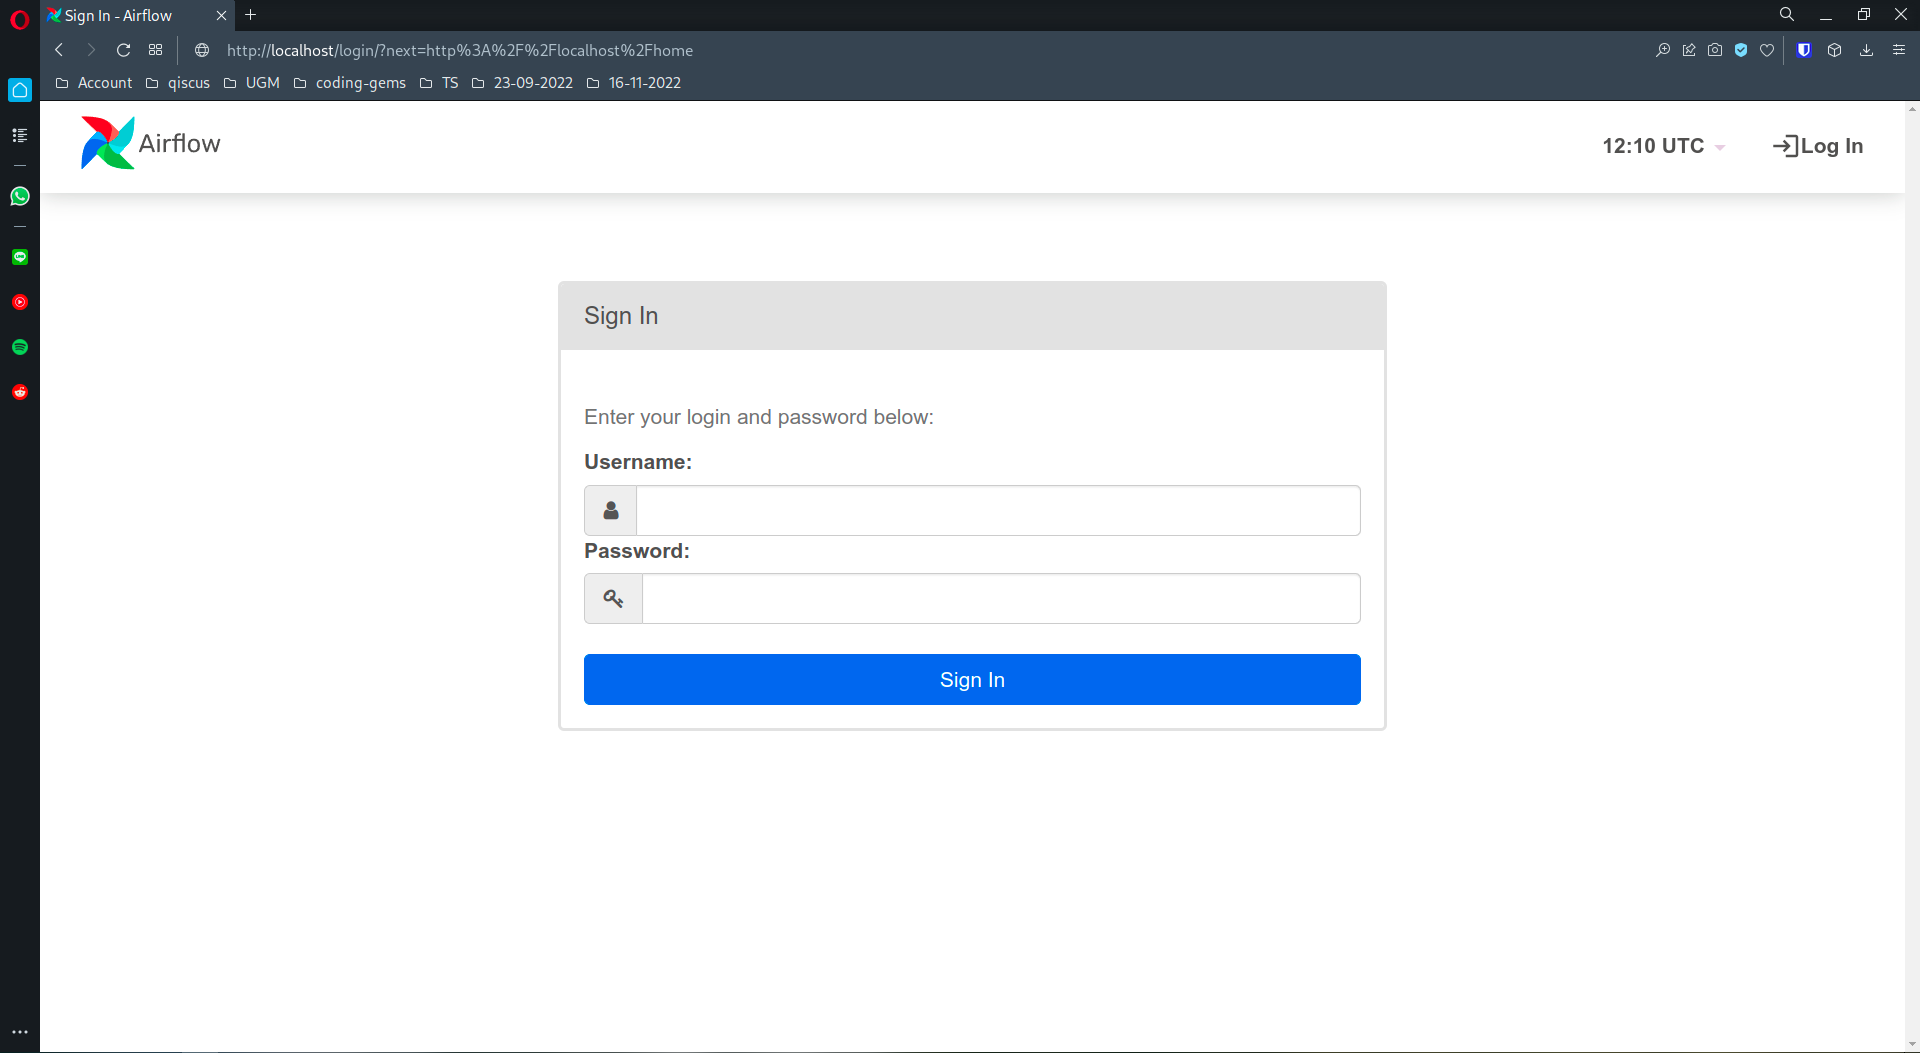 Sign In - Airflow
http://localhost/login/?next=http%3A%2F%2Flocalhost%2Fhome
Account qiscus UGM coding-gems TS 23-09-2022 16-11-2022
Airflow 12:10 UTC Log In
Sign In
Enter your login and password below:
Username:
Password:
Sign In